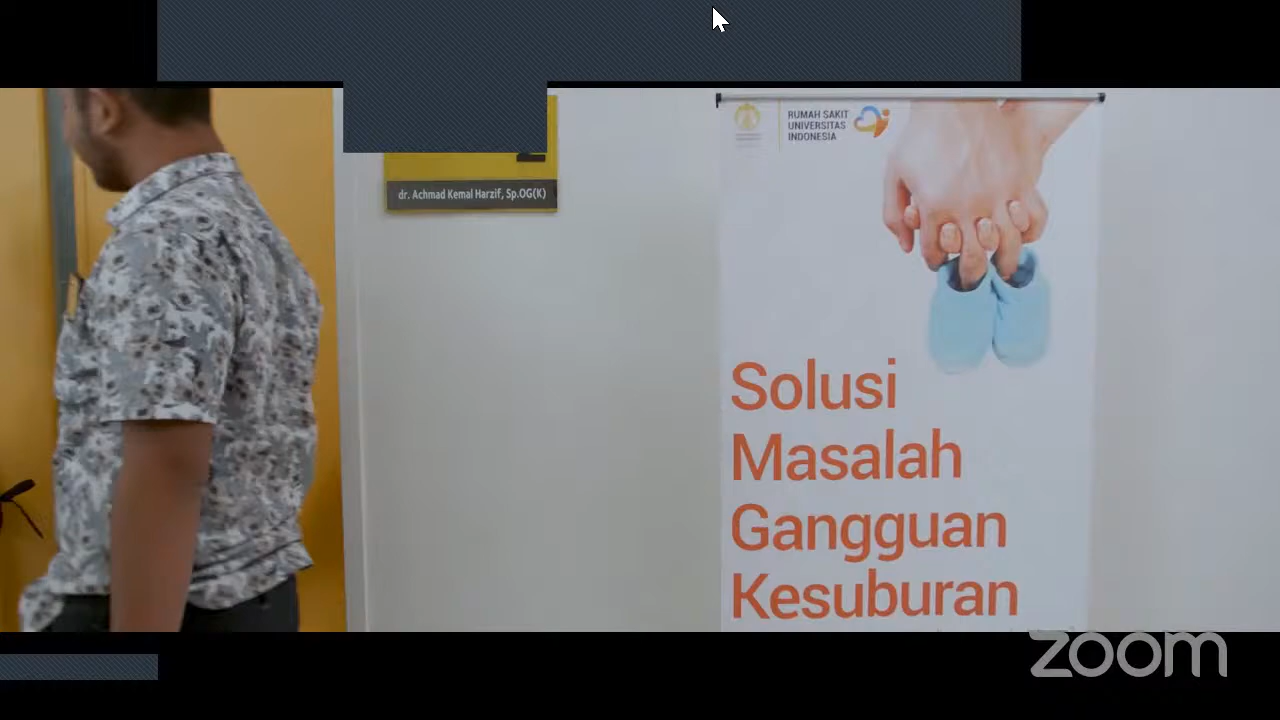 RUMAH SAKIT
UNIVERSITAS
INDONESIA
dr. Achmad Kemal Harzif, Sp.OG(K)
Solusi
Masalah
Gangguan
Kesuburan
zoom